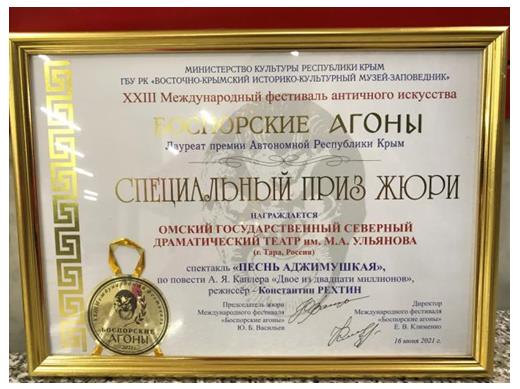 МИНИСТЕРСТВО КУЛЬТУРЫ РЕСПУБЛИКИ КРЫМ
ГБУ РК «ВОСТОЧНО-КРЫМСКИЙ ИСТОРИКО-КУЛЬТУРНЫЙ МУЗЕЙ-ЗАПОВЕДНИК»
XXIII Международный фестиваль античного искусства
БОСПОРСКИЕ АГОНЫ
Лауреат премии Автономной Республики Крым
СПЕЦИАЛЬНЫЙ ПРИЗ ЖЮРИ
НАГРАЖДАЕТСЯ
ОМСКИЙ ГОСУДАРСТВЕННЫЙ СЕВЕРНЫЙ
ДРАМАТИЧЕСКИЙ ТЕАТР им. М.А. УЛЬЯНОВА
(г. Тара, Россия)
спектакль «ПЕСНЬ АДЖИМУШКАЯ»,
по повести А. Я. Каплера «Двое из двадцати миллионов»,
режиссёр – Константин РЕХТИН
Председатель жюри
Международного фестиваля
«Боспорские агоны»
Ю. Б. Васильев
Директор
Международного фестиваля
«Боспорские агоны»
Е. В. Клименко
16 июня 2021 г.
БОСПОРСКИЕ
АГОНЫ
2021